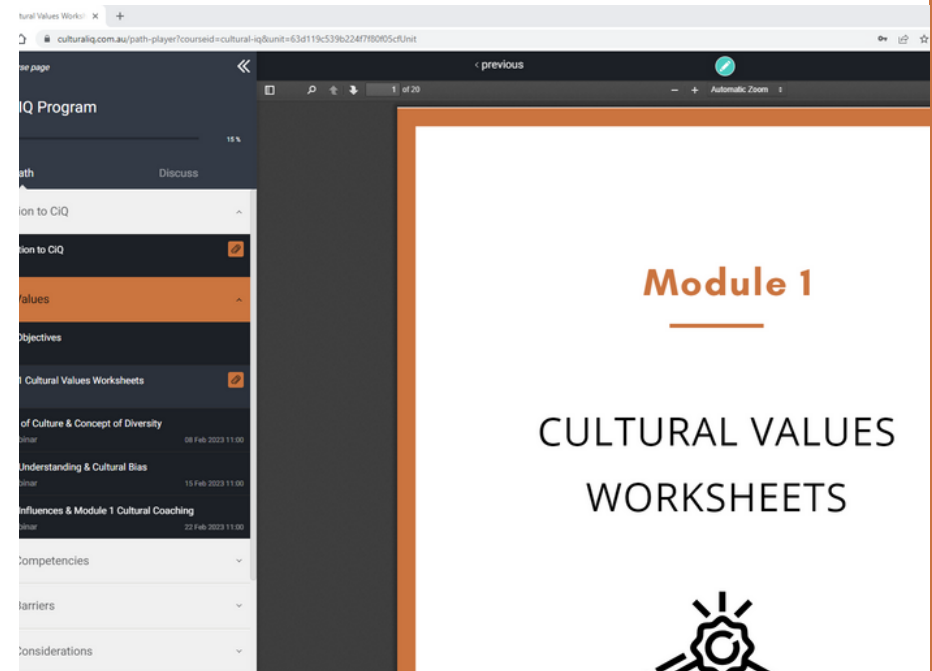 tural Values Worksh × +
culturaliq.com.au/path-player?courseid=cultural-iq&unit=63d119c539b224f7f80f05cfUnit
rse page
‹ previous
1 of 20
− + Automatic Zoom
IQ Program
15 %
ath Discuss
ion to CiQ
tion to CiQ
Values
Objectives
1 Cultural Values Worksheets
of Culture & Concept of Diversity
binar 08 Feb 2023 11:00
Understanding & Cultural Bias
binar 15 Feb 2023 11:00
Influences & Module 1 Cultural Coaching
binar 22 Feb 2023 11:00
Competencies
Barriers
Considerations
Module 1
CULTURAL VALUES
WORKSHEETS